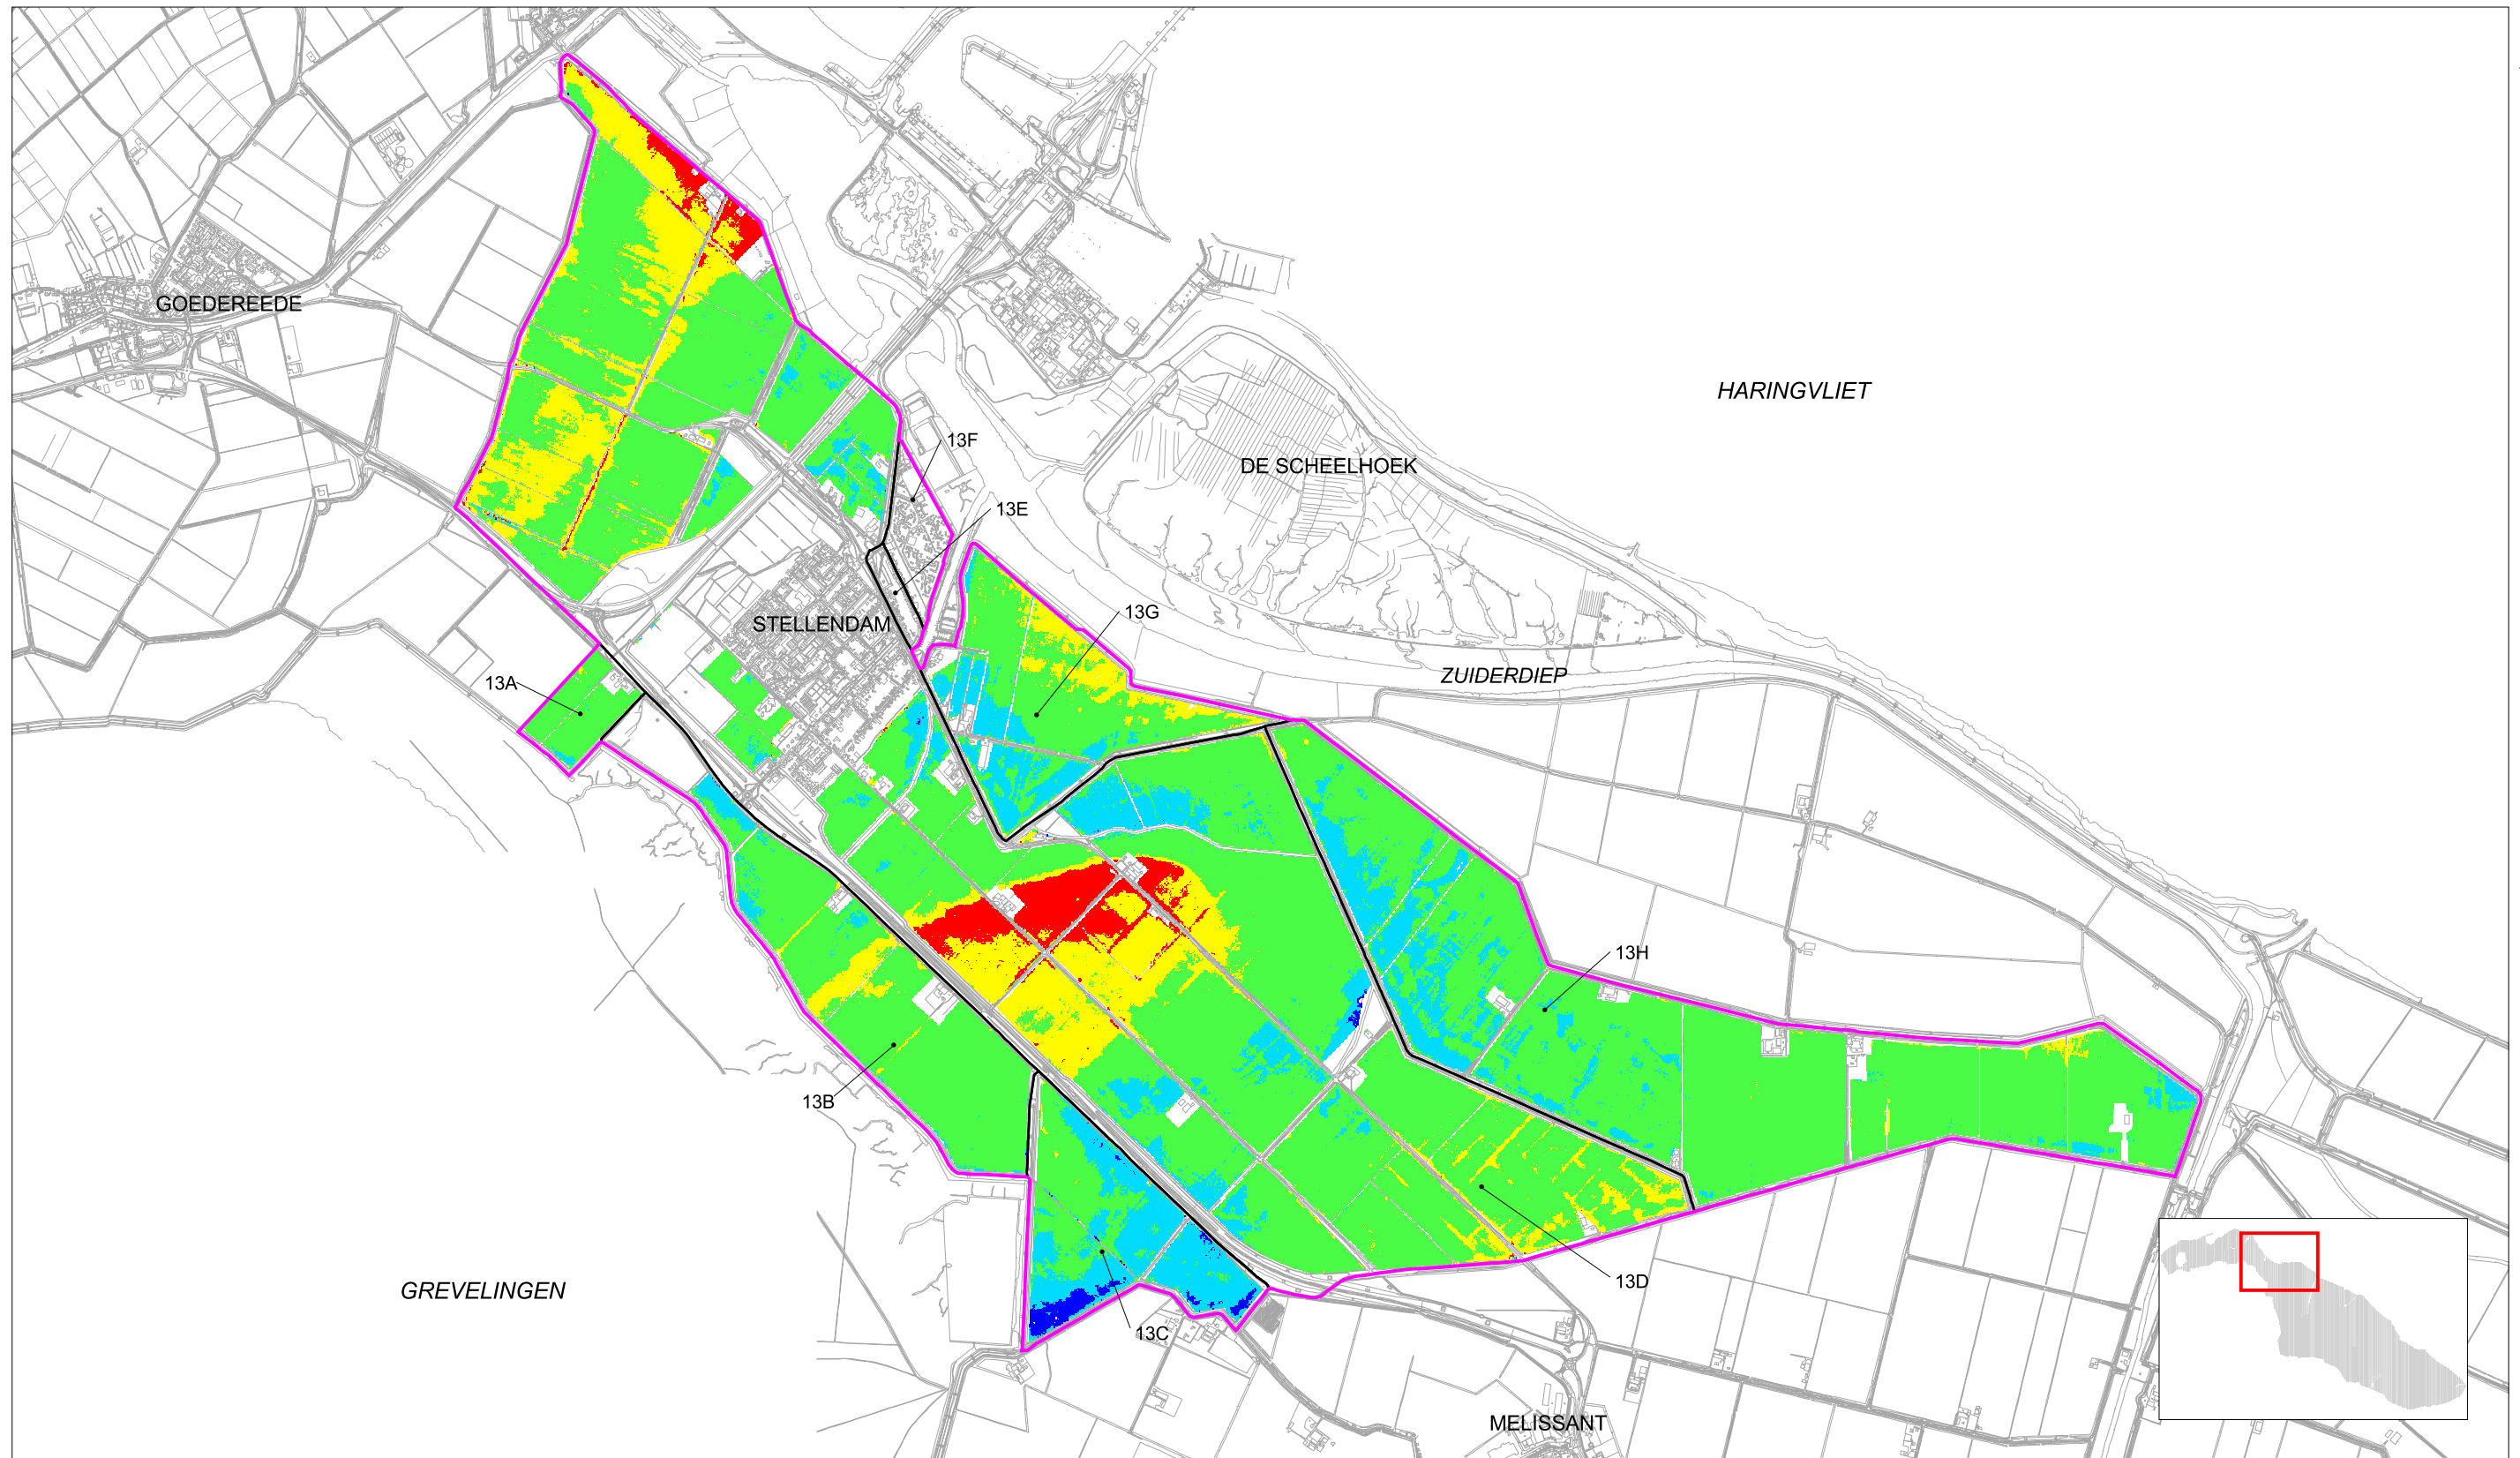 GOEDEREEDE
HARINGVLIET
13F
DE SCHEELHOEK
13E
13G
STELLENDAM
ZUIDERDIEP
13A
13H
13B
13D
GREVELINGEN
13C
MELISSANT